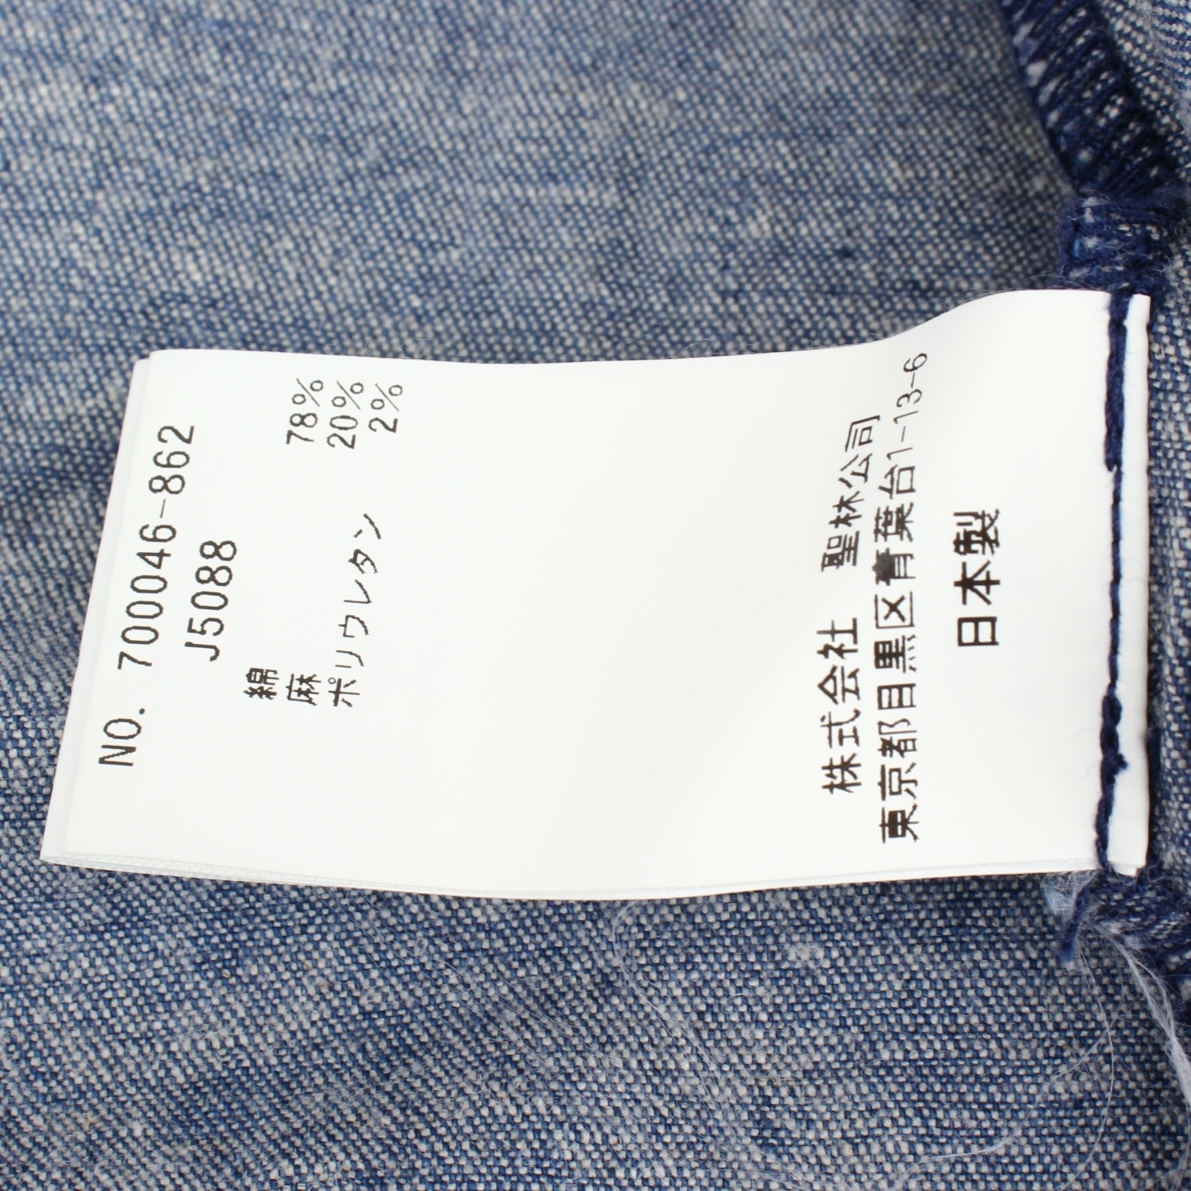 NO. 700046-862
J5088
綿 78%
麻 20%
ポリウレタン 2%
株式会社 聖林公司
東京都目黒区青葉台1-13-6
日本製